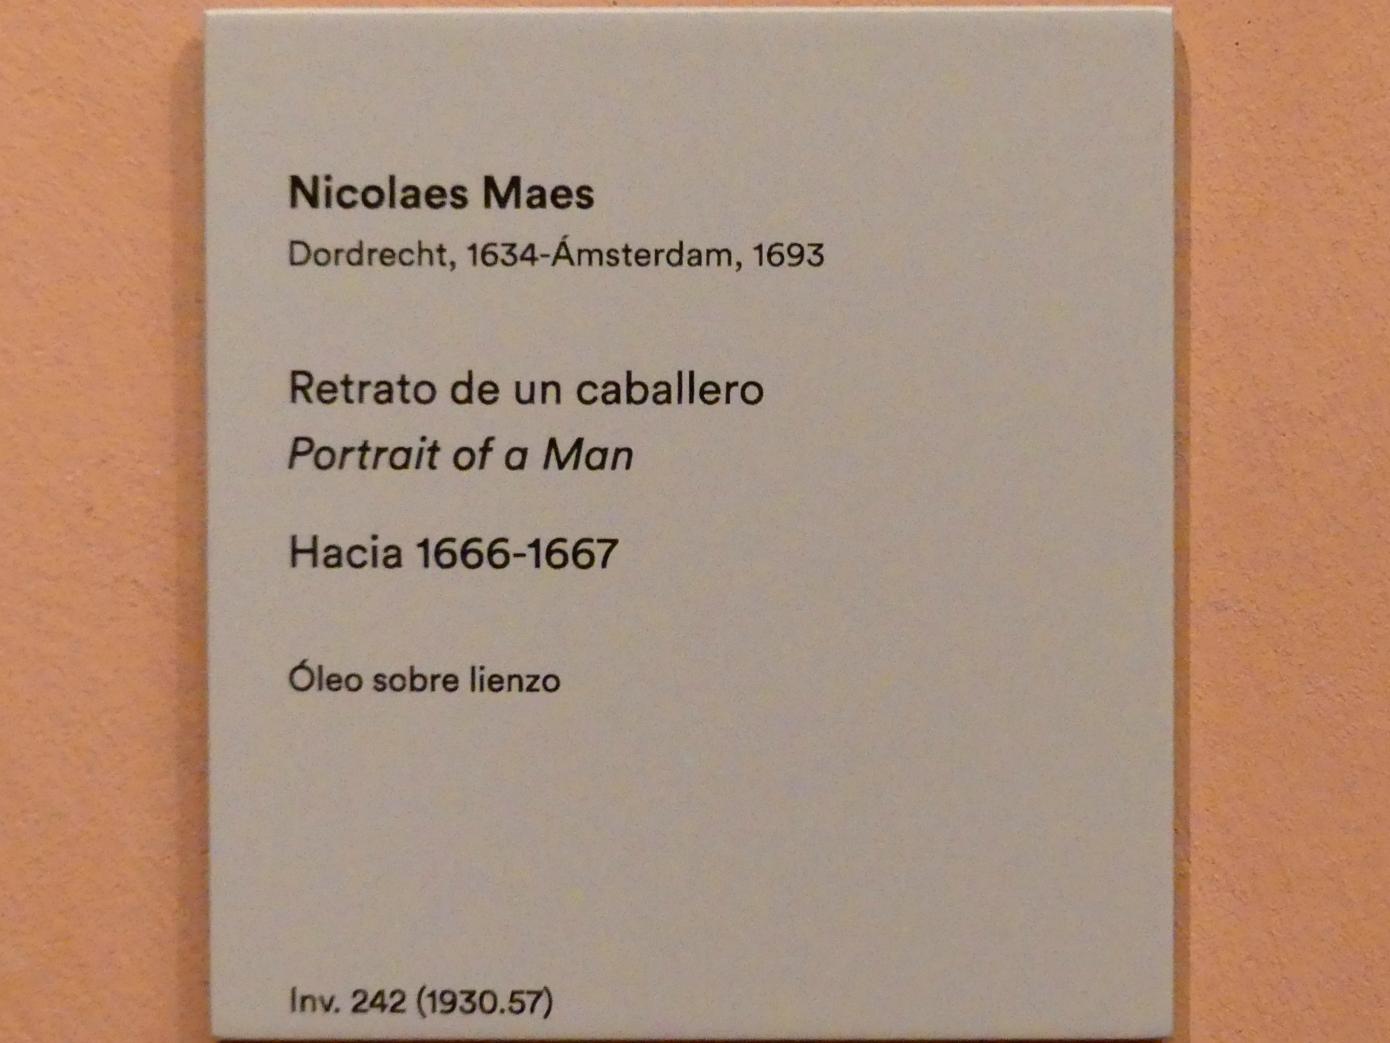 Nicolaes Maes
Dordrecht, 1634-Ámsterdam, 1693
Retrato de un caballero
Portrait of a Man
Hacia 1666-1667
Óleo sobre lienzo
Inv. 242 (1930.57)